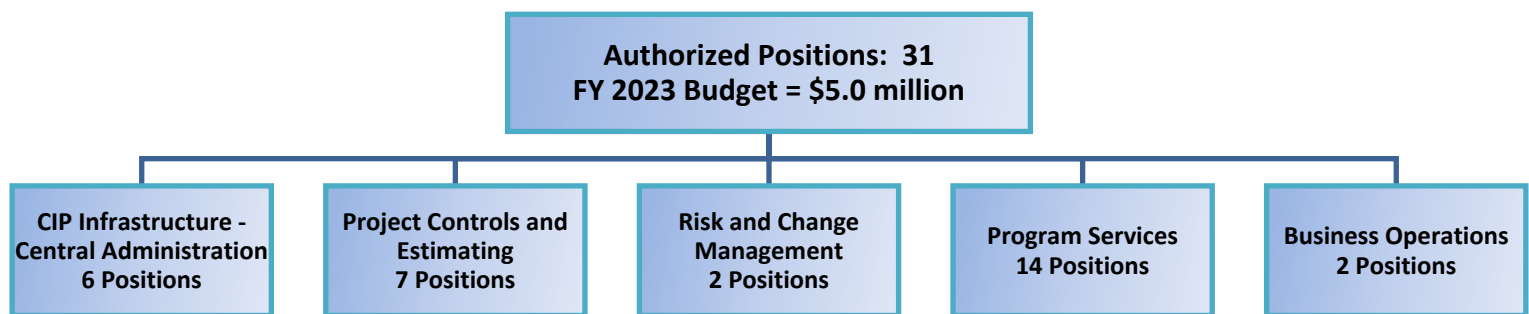 Authorized Positions: 31
FY 2023 Budget = $5.0 million
CIP Infrastructure -
Central Administration
6 Positions
Project Controls and
Estimating
7 Positions
Risk and Change
Management
2 Positions
Program Services
14 Positions
Business Operations
2 Positions